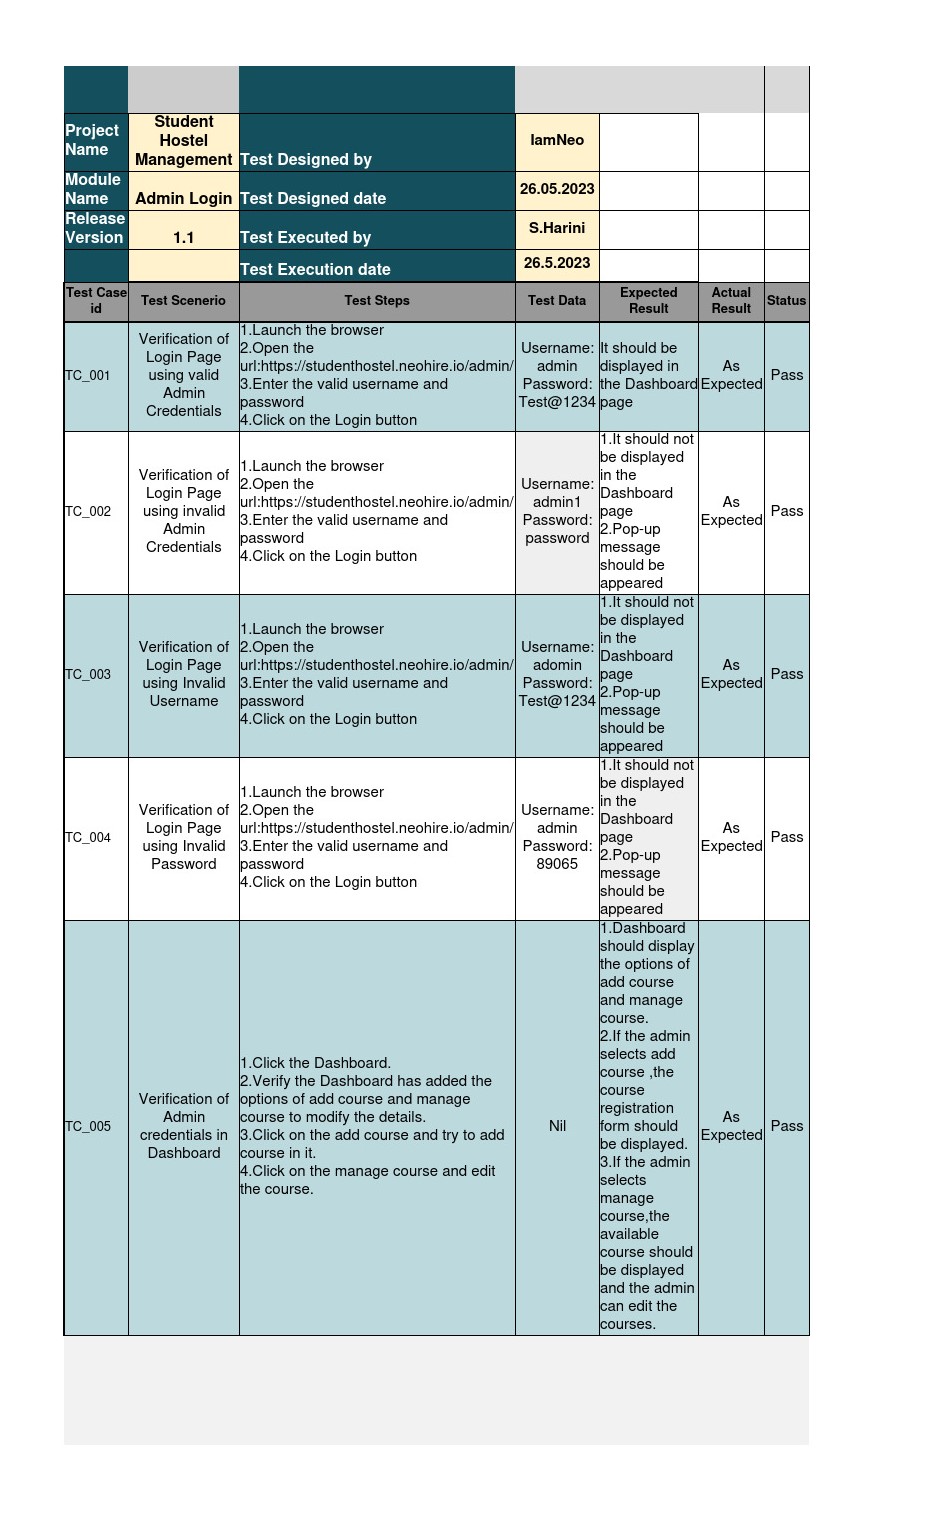 Project
Name
Student
Hostel
Management
Test Designed by
IamNeo
Module
Name
Admin Login
Test Designed date
26.05.2023
Release
Version
1.1
Test Executed by
S.Harini
Test Execution date
26.5.2023
Test Case
id
Test Scenerio
Test Steps
Test Data
Expected
Result
Actual
Result
Status
TC_001
Verification of
Login Page
using valid
Admin
Credentials
1.Launch the browser
2.Open the
url:https://studenthostel.neohire.io/admin/
3.Enter the valid username and
password
4.Click on the Login button
Username:
admin
Password:
Test@1234
It should be
displayed in
the Dashboard
page
As
Expected
Pass
TC_002
Verification of
Login Page
using invalid
Admin
Credentials
1.Launch the browser
2.Open the
url:https://studenthostel.neohire.io/admin/
3.Enter the valid username and
password
4.Click on the Login button
Username:
admin1
Password:
password
1.It should not
be displayed
in the
Dashboard
page
2.Pop-up
message
should be
appeared
As
Expected
Pass
TC_003
Verification of
Login Page
using Invalid
Username
1.Launch the browser
2.Open the
url:https://studenthostel.neohire.io/admin/
3.Enter the valid username and
password
4.Click on the Login button
Username:
adomin
Password:
Test@1234
1.It should not
be displayed
in the
Dashboard
page
2.Pop-up
message
should be
appeared
As
Expected
Pass
TC_004
Verification of
Login Page
using Invalid
Password
1.Launch the browser
2.Open the
url:https://studenthostel.neohire.io/admin/
3.Enter the valid username and
password
4.Click on the Login button
Username:
admin
Password:
89065
1.It should not
be displayed
in the
Dashboard
page
2.Pop-up
message
should be
appeared
As
Expected
Pass
TC_005
Verification of
Admin
credentials in
Dashboard
1.Click the Dashboard.
2.Verify the Dashboard has added the
options of add course and manage
course to modify the details.
3.Click on the add course and try to add
course in it.
4.Click on the manage course and edit
the course.
Nil
1.Dashboard
should display
the options of
add course
and manage
course.
2.If the admin
selects add
course ,the
course
registration
form should
be displayed.
3.If the admin
selects
manage
course,the
available
course should
be displayed
and the admin
can edit the
courses.
As
Expected
Pass